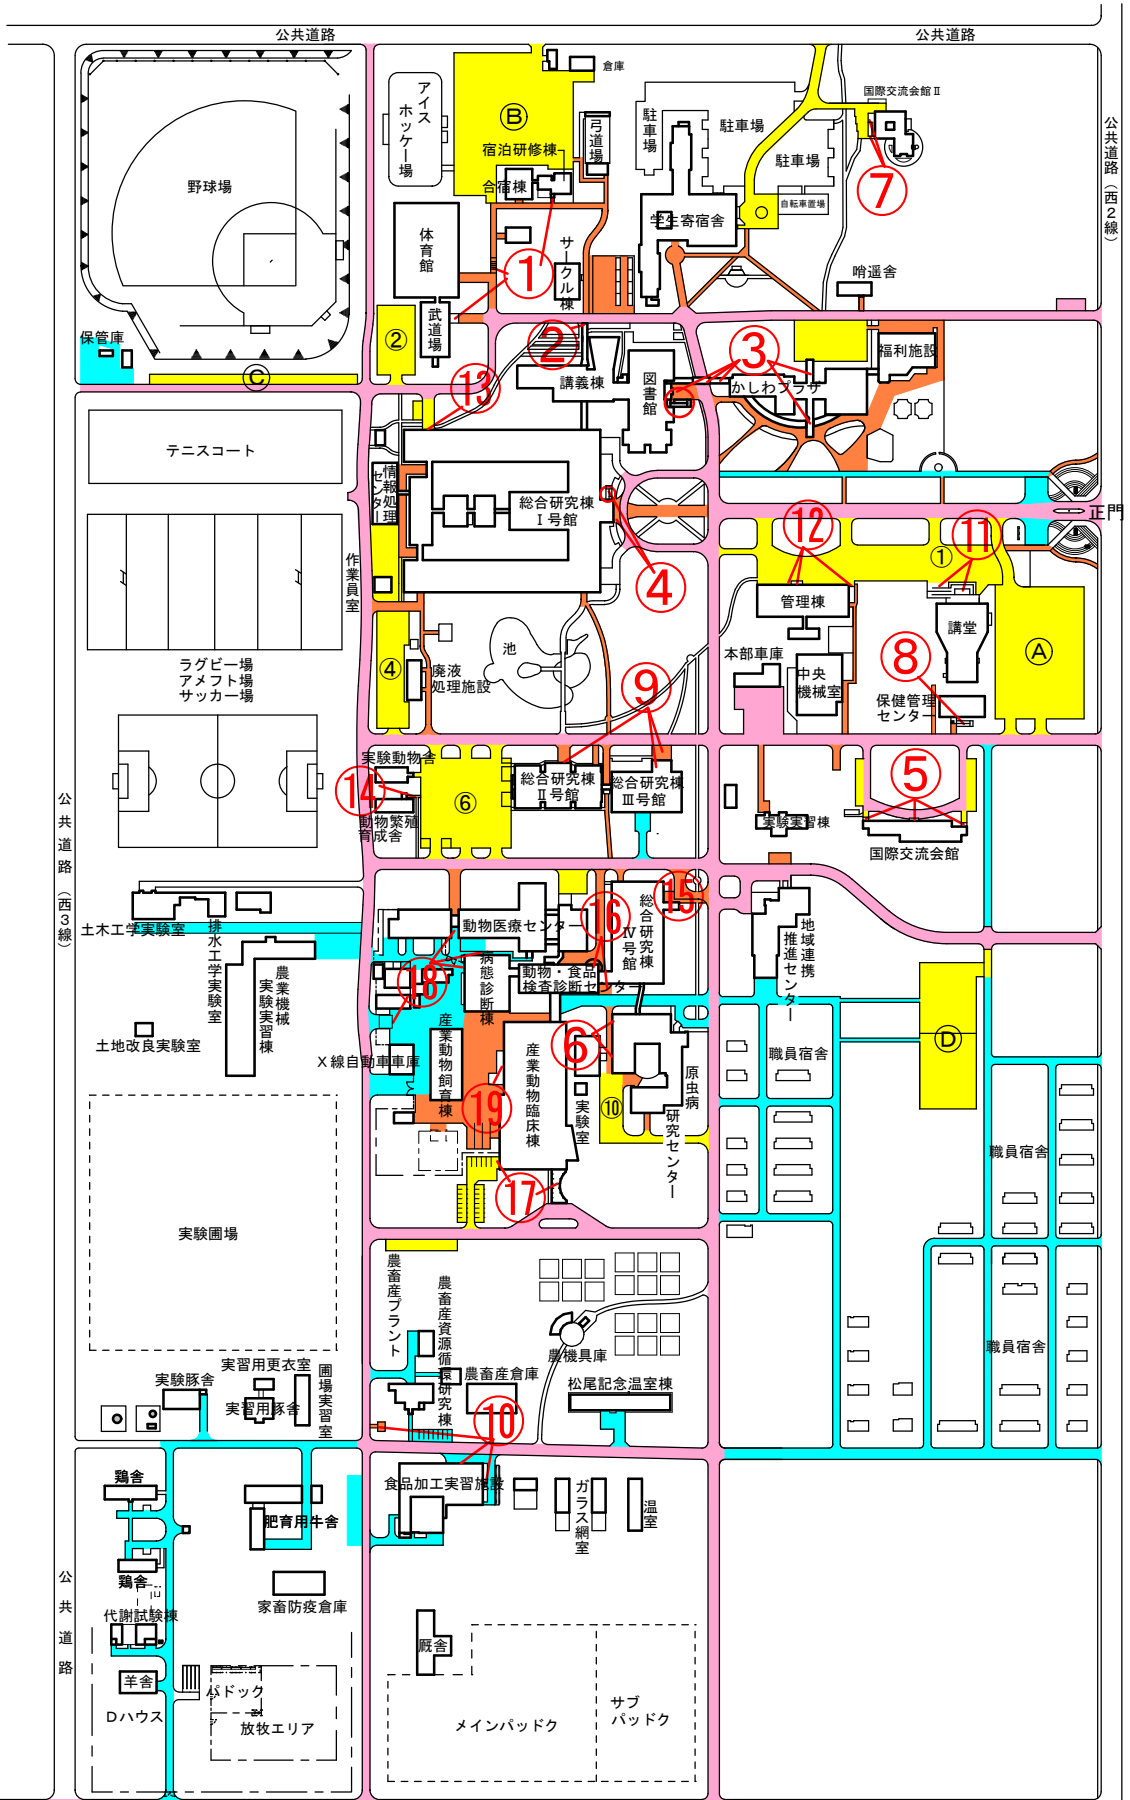 公共道路
公共道路
倉庫
アイス
ホッケー場
Ⓑ
宿泊研修棟
弓道場
合宿棟
駐車場
駐車場
駐車場
自転車置場
国際交流会館Ⅱ
⑦
公共道路（西2線）
野球場
学生寄宿舎
体育館
サークル棟
①
哨遥舎
武道場
②
②
保管庫
Ⓒ
⑬
講義棟
図書館
③
かしわプラザ
福利施設
テニスコート
情報処理
センター
総合研究棟
Ⅰ号館
④
正門
⑫
①
⑪
作業員室
管理棟
講堂
Ⓐ
ラグビー場
アメフト場
サッカー場
④
廃液
処理施設
池
本部車庫
中央
機械室
⑧
保健管理
センター
⑨
実験動物舎
⑭
⑥
動物繁殖
育成舎
総合研究棟
Ⅱ号館
総合研究棟
Ⅲ号館
実験実習棟
⑤
国際交流会館
公共道路（西3線）
土木工学実験室
排水工学実験室
農業機械
実験実習棟
土地改良実験室
動物医療センター
⑯
総合研究棟
Ⅳ号館
⑮
地域連携
推進センター
⑱
病態診断棟
動物・食品
検査診断センター
X線自動車車庫
産業動物飼育棟
⑲
産業動物臨床棟
⑥
実験室
⑩
原虫病
研究センター
職員宿舎
Ⓓ
職員宿舎
⑰
実験圃場
農畜産プラント
農畜産資源循環研究棟
農畜産倉庫
農機具庫
松尾記念温室棟
職員宿舎
実習用更衣室
実験豚舎
実習用豚舎
圃場実習室
⑩
鶏舎
肥育用牛舎
食品加工実習施設
ガラス網室
温室
鶏舎
家畜防疫倉庫
代謝試験棟
公共道路
羊舎
Dハウス
パドック
放牧エリア
厩舎
メインパッドク
サブ
パッドク